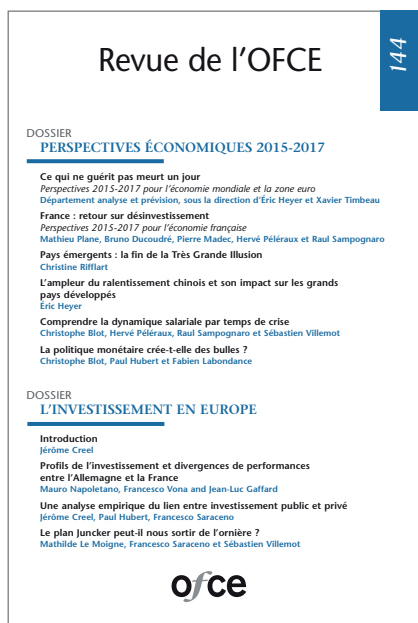 Revue de l'OFCE
144
DOSSIER
PERSPECTIVES ÉCONOMIQUES 2015-2017
Ce qui ne guérit pas meurt un jour
Perspectives 2015-2017 pour l'économie mondiale et la zone euro
Département analyse et prévision, sous la direction d'Éric Heyer et Xavier Timbeau
France : retour sur désinvestissement
Perspectives 2015-2017 pour l'économie française
Mathieu Plane, Bruno Ducoudré, Pierre Madec, Hervé Péléraux et Raul Sampognaro
Pays émergents : la fin de la Très Grande Illusion
Christine Rifflart
L'ampleur du ralentissement chinois et son impact sur les grands
pays développés
Éric Heyer
Comprendre la dynamique salariale par temps de crise
Christophe Blot, Hervé Péléraux, Raul Sampognaro et Sébastien Villemot
La politique monétaire crée-t-elle des bulles ?
Christophe Blot, Paul Hubert et Fabien Labondance
DOSSIER
L'INVESTISSEMENT EN EUROPE
Introduction
Jérôme Creel
Profils de l'investissement et divergences de performances
entre l'Allemagne et la France
Mauro Napoletano, Francesco Vona and Jean-Luc Gaffard
Une analyse empirique du lien entre investissement public et privé
Jérôme Creel, Paul Hubert, Francesco Saraceno
Le plan Juncker peut-il nous sortir de l'ornière ?
Mathilde Le Moigne, Francesco Saraceno et Sébastien Villemot
ofce